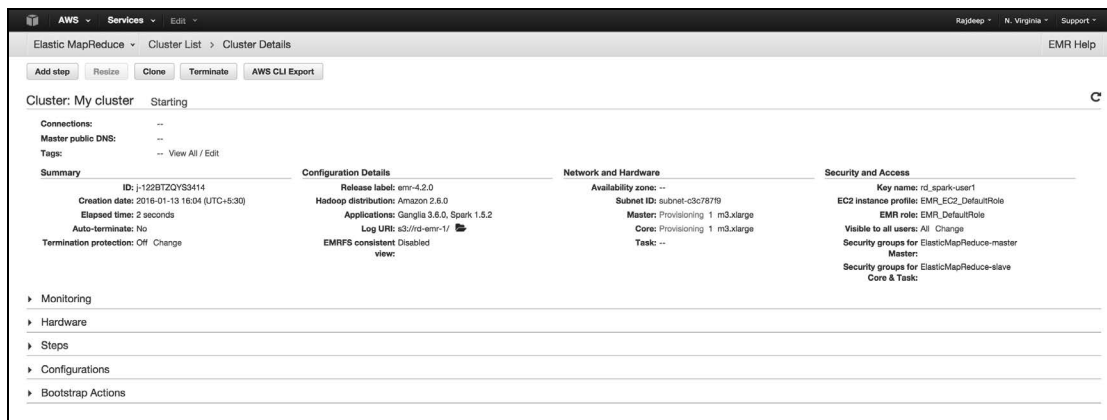 AWS Services Edit Rajdeep N. Virginia Support
Elastic MapReduce Cluster List > Cluster Details EMR Help
Add step Resize Clone Terminate AWS CLI Export
Cluster: My cluster Starting
Connections: --
Master public DNS: --
Tags: -- View All / Edit
Summary
ID: j-122BTZQYS3414
Creation date: 2016-01-13 16:04 (UTC+5:30)
Elapsed time: 2 seconds
Auto-terminate: No
Termination protection: Off Change
Configuration Details
Release label: emr-4.2.0
Hadoop distribution: Amazon 2.6.0
Applications: Ganglia 3.6.0, Spark 1.5.2
Log URI: s3://rd-emr-1/
EMRFS consistent Disabled
view:
Network and Hardware
Availability zone: --
Subnet ID: subnet-c3c787f9
Master: Provisioning 1 m3.xlarge
Core: Provisioning 1 m3.xlarge
Task: --
Security and Access
Key name: rd_spark-user1
EC2 instance profile: EMR_EC2_DefaultRole
EMR role: EMR_DefaultRole
Visible to all users: All Change
Security groups for ElasticMapReduce-master
Master:
Security groups for ElasticMapReduce-slave
Core & Task:
Monitoring
Hardware
Steps
Configurations
Bootstrap Actions